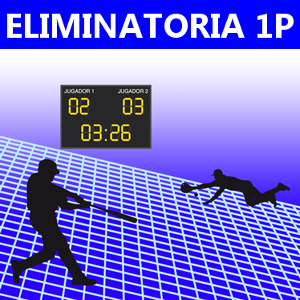 ELIMINATORIA 1P
JUGADOR 1 JUGADOR 2
02 03
03:26